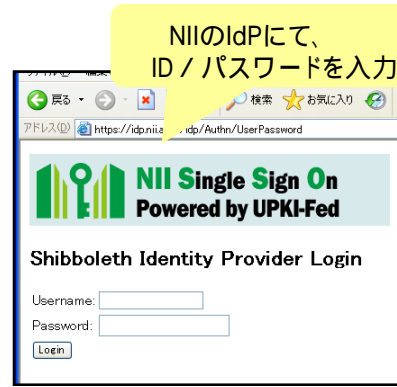 NIIのIdPにて、
ID / パスワードを入力
戻る
検索
お気に入り
アドレス(D)
https://idp.nii.a
idp/Authn/UserPassword
NII Single Sign On
Powered by UPKI-Fed
Shibboleth Identity Provider Login
Username:
Password:
Login